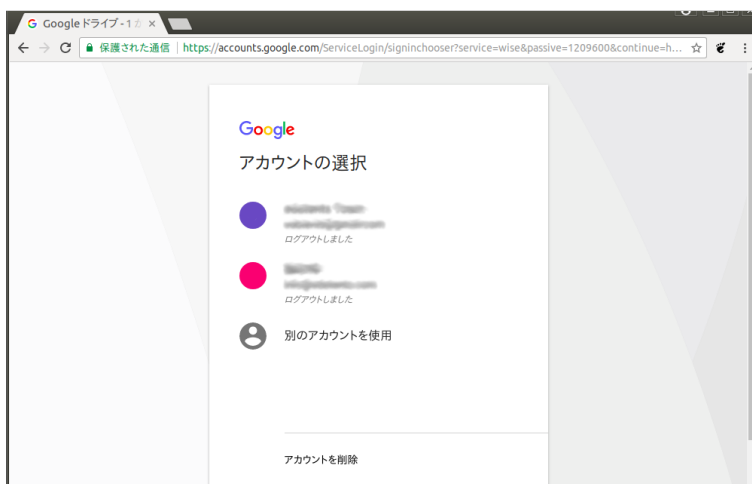 Google ドライブ - 1 か
保護された通信 | https://accounts.google.com/ServiceLogin/signinchooser?service=wise&passive=1209600&continue=h...
Google
アカウントの選択
ログアウトしました
ログアウトしました
別のアカウントを使用
アカウントを削除